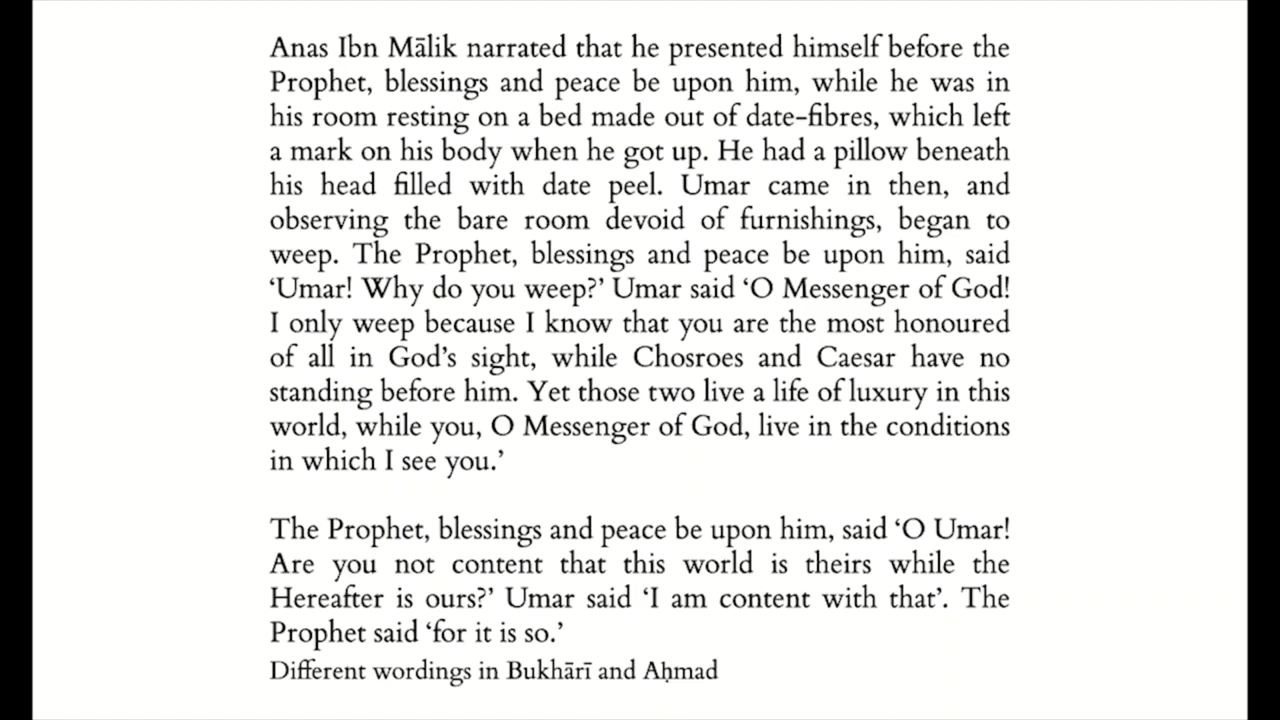 Anas Ibn Mālik narrated that he presented himself before the
Prophet, blessings and peace be upon him, while he was in
his room resting on a bed made out of date-fibres, which left
a mark on his body when he got up. He had a pillow beneath
his head filled with date peel. Umar came in then, and
observing the bare room devoid of furnishings, began to
weep. The Prophet, blessings and peace be upon him, said
‘Umar! Why do you weep?’ Umar said ‘O Messenger of God!
I only weep because I know that you are the most honoured
of all in God’s sight, while Chosroes and Caesar have no
standing before him. Yet those two live a life of luxury in this
world, while you, O Messenger of God, live in the conditions
in which I see you.’
The Prophet, blessings and peace be upon him, said ‘O Umar!
Are you not content that this world is theirs while the
Hereafter is ours?’ Umar said ‘I am content with that’. The
Prophet said ‘for it is so.’
Different wordings in Bukhārī and Aḥmad